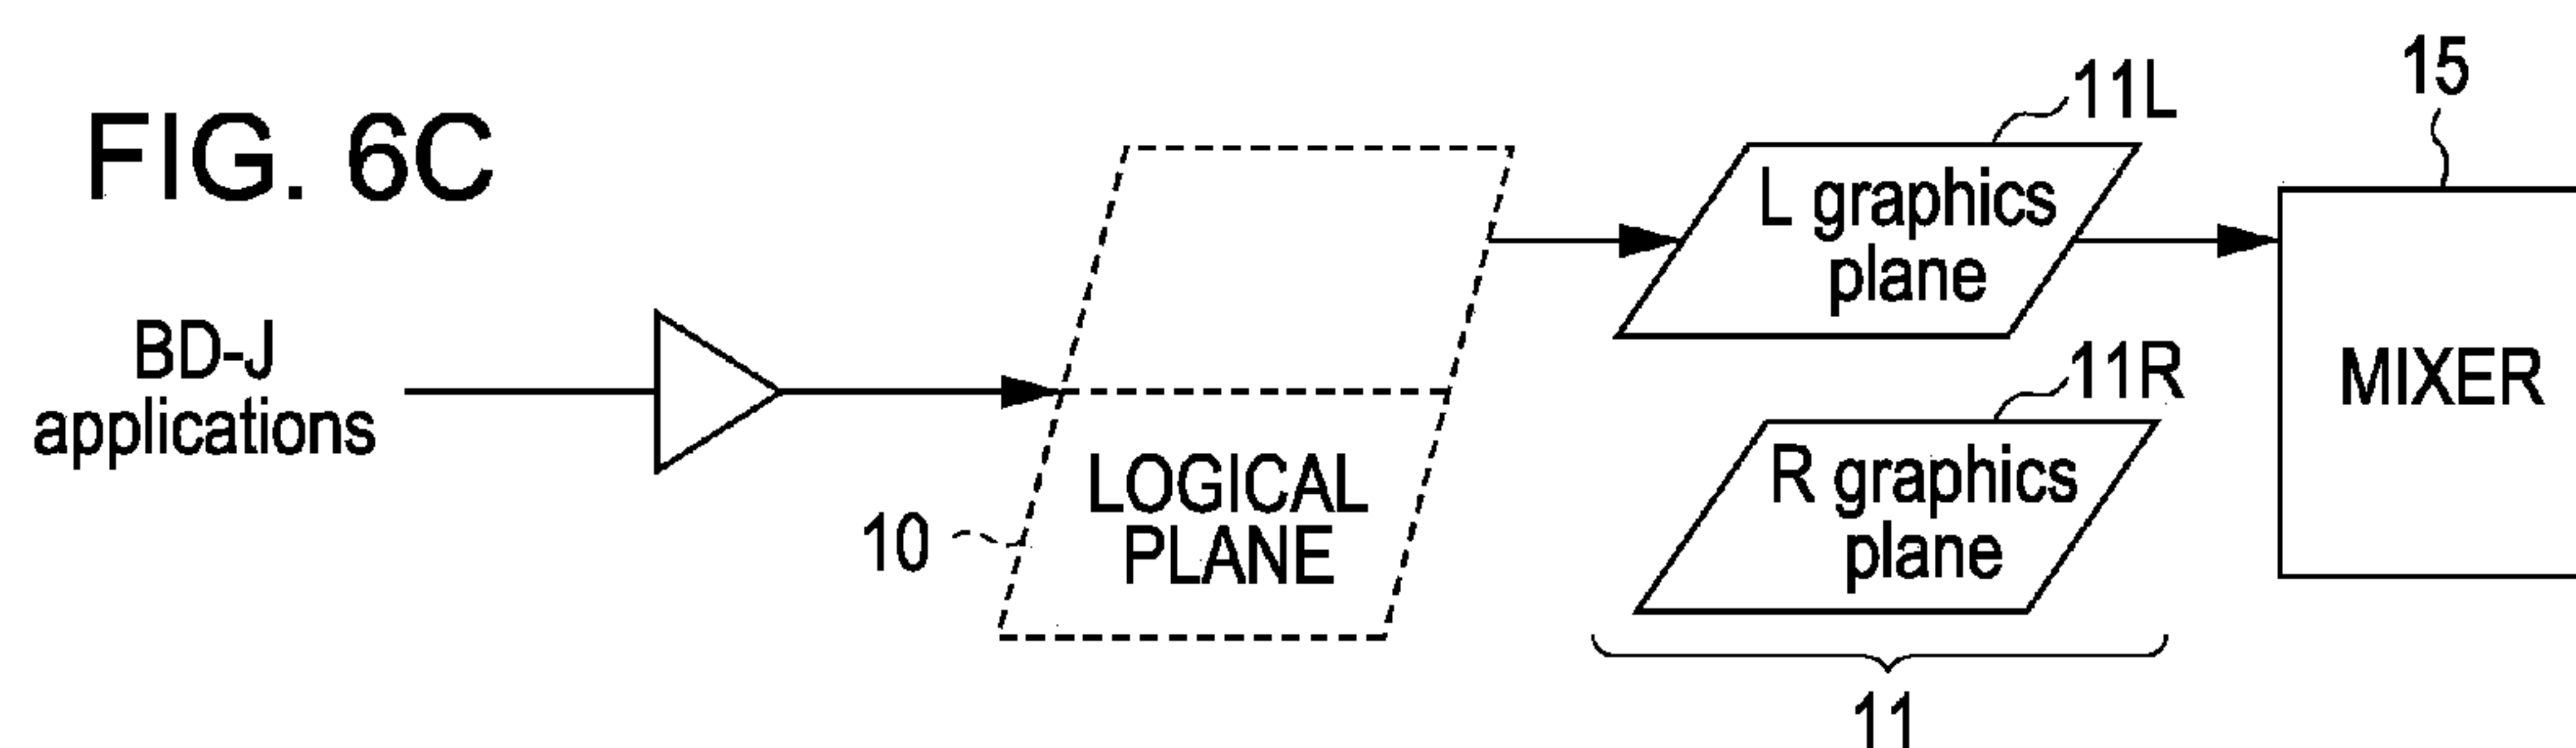 FIG. 6C
BD-J
applications
10
LOGICAL
PLANE
11L
L graphics
plane
11R
R graphics
plane
11
15
MIXER